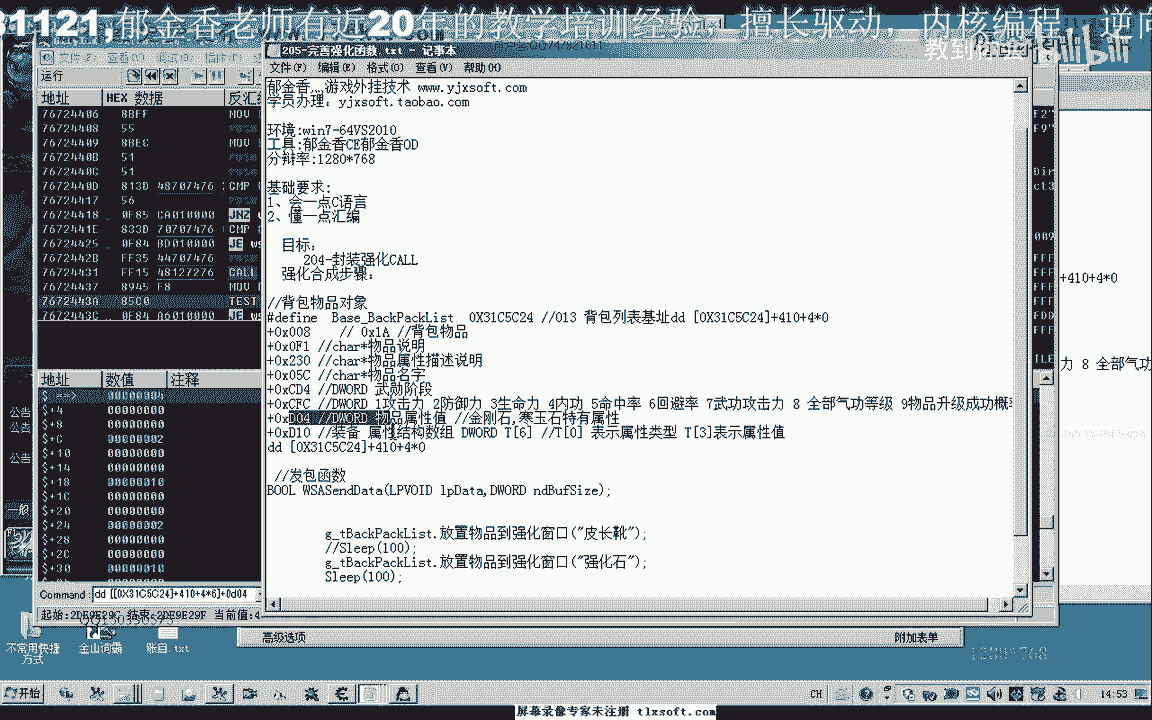 81121,郁金香老师有近20年的教学培训经验，擅长驱动，内核编程，逆向
205-完善强化函数.txt - 记事本
文件(F) 编辑(E) 格式(O) 查看(V) 帮助(H)
郁金香灬游戏外挂技术 www.yjxsoft.com
学员办理：yjxsoft.taobao.com
环境:win7-64VS2010
工具:郁金香CE郁金香OD
分辩率:1280*768
基础要求:
1、会一点C语言
2、懂一点汇编
目标：
204-封装强化CALL
强化合成步骤：
//背包物品对象
#define Base_BackPackList 0X31C5C24 //013 背包列表基址dd [0X31C5C24]+410+4*0
+0x008 // 0x1A //背包物品
+0x0F1 //char*物品说明
+0x230 //char*物品属性描述说明
+0x05C //char*物品名字
+0xCD4 //DWORD 武勋阶段
+0xCFC //DWORD 1攻击力 2防御力 3生命力 4内功 5命中率 6回避率 7武功攻击力 8 全部气功等级 9物品升级成功概率
+0xD04 //DWORD 物品属性值 //金刚石,寒玉石特有属性
+0xD10 //装备 属性结构数组 DWORD T[6] //T[0] 表示属性类型 T[3]表示属性值
dd [0X31C5C24]+410+4*0
//发包函数
BOOL WSASendData(LPVOID lpData,DWORD ndBufSize);
g_tBackPackList.放置物品到强化窗口("皮长靴");
//Sleep(100);
g_tBackPackList.放置物品到强化窗口("强化石");
Sleep(100);
运行
地址 HEX 数据 反汇编
76724406 8BFF MOV
76724408 55
76724409 8BEC MOV
7672440B 51
7672440C 51
7672440D 813D 48707476 CMP
76724417 56
76724418 0F85 CA010000 JNZ
7672441E 833D 70707476 CMP
76724425 0F84 BD010000 JE
7672442B FF35 44707476
76724431 FF15 48127276 CALL
76724437 8945 F8 MOV
7672443A 85C0 TEST
7672443C 0F84 A6010000 JE
地址 数值 注释
$ ==> 00000004
$+4 00000000
$+8 00000000
$+C 00000002
$+10 00000000
$+14 00000000
$+18 00000010
$+1C 00000000
$+20 00000000
$+24 00000002
$+28 00000000
$+2C 00000000
$+30 00000010
Command: dd [[0X31C5C24]+410+4*6]+0d04
起始:2DE9E29C 结束:2DE9E29F 当前值:4
+410+4*0
力 8 全部气功
公告
公告
公告
一般
高级选项 附加表单
不常用快捷方式
金山词霸
账目.txt
1280*768
开始
CH
14:53
屏幕录像专家未注册 tlxsoft.com